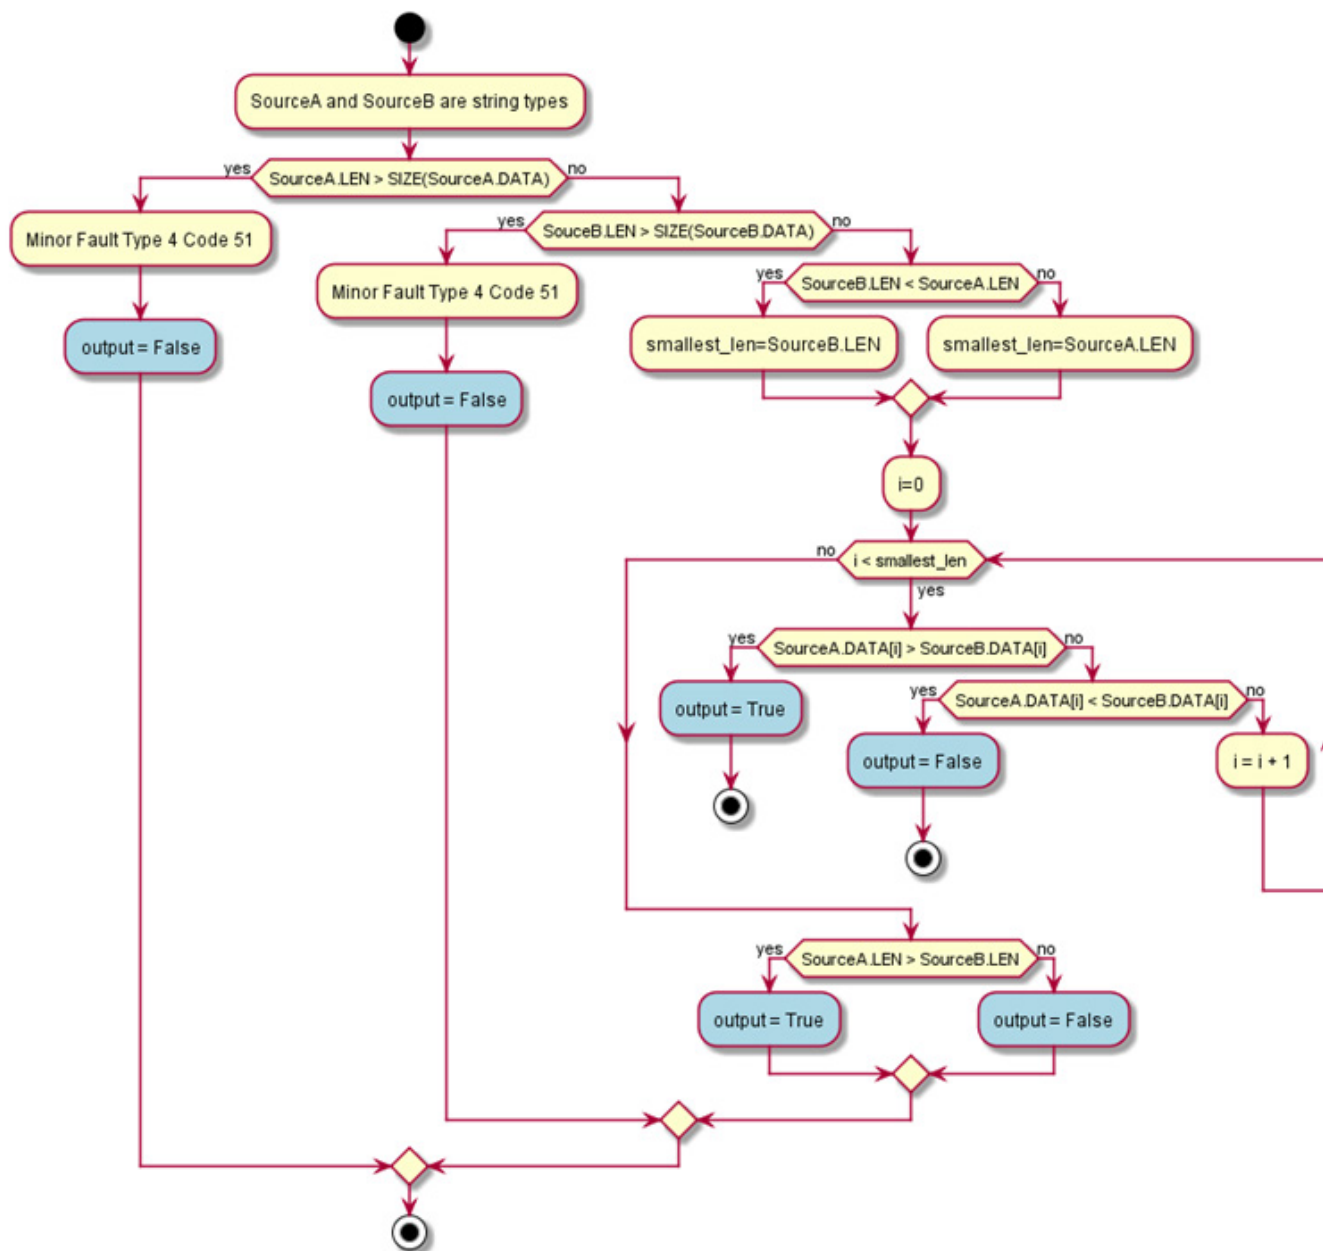 SourceA and SourceB are string types
yes
SourceA.LEN > SIZE(SourceA.DATA)
no
Minor Fault Type 4 Code 51
output = False
yes
SouceB.LEN > SIZE(SourceB.DATA)
no
Minor Fault Type 4 Code 51
output = False
yes
SourceB.LEN < SourceA.LEN
no
smallest_len=SourceB.LEN
smallest_len=SourceA.LEN
i=0
no
i < smallest_len
yes
yes
SourceA.DATA[i] > SourceB.DATA[i]
no
output = True
yes
SourceA.DATA[i] < SourceB.DATA[i]
no
output = False
i = i + 1
yes
SourceA.LEN > SourceB.LEN
no
output = True
output = False